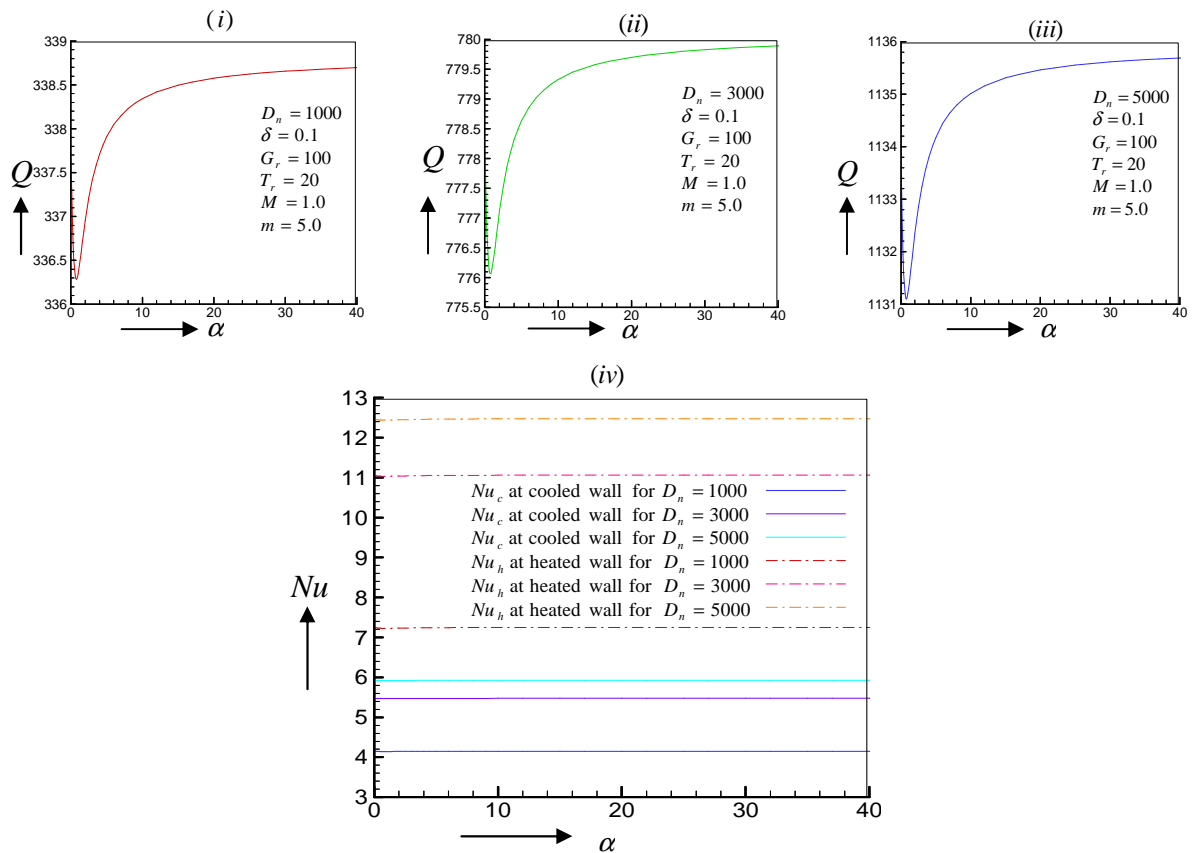 (i)
339
338.5
338
337.5
337
336.5
336
0 10 20 30 40
Q
α
D_n = 1000
δ = 0.1
G_r = 100
T_r = 20
M = 1.0
m = 5.0
(ii)
780
779.5
779
778.5
778
777.5
777
776.5
776
775.5
0 10 20 30 40
Q
α
D_n = 3000
δ = 0.1
G_r = 100
T_r = 20
M = 1.0
m = 5.0
(iii)
1136
1135
1134
1133
1132
1131
0 10 20 30 40
Q
α
D_n = 5000
δ = 0.1
G_r = 100
T_r = 20
M = 1.0
m = 5.0
(iv)
13
12
11
10
9
8
7
6
5
4
3
0 10 20 30 40
Nu
α
Nu_c at cooled wall for D_n = 1000
Nu_c at cooled wall for D_n = 3000
Nu_c at cooled wall for D_n = 5000
Nu_h at heated wall for D_n = 1000
Nu_h at heated wall for D_n = 3000
Nu_h at heated wall for D_n = 5000